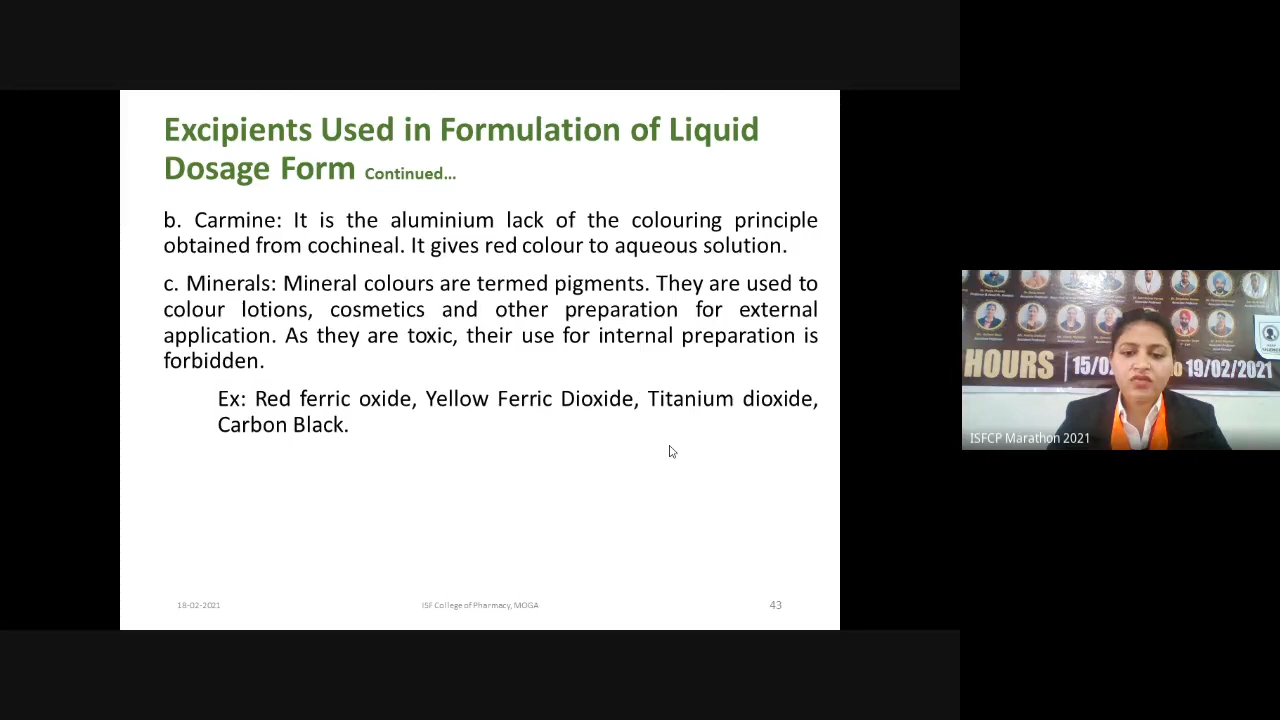 Excipients Used in Formulation of Liquid
Dosage Form Continued...
b. Carmine: It is the aluminium lack of the colouring principle
obtained from cochineal. It gives red colour to aqueous solution.
c. Minerals: Mineral colours are termed pigments. They are used to
colour lotions, cosmetics and other preparation for external
application. As they are toxic, their use for internal preparation is
forbidden.
Ex: Red ferric oxide, Yellow Ferric Dioxide, Titanium dioxide,
Carbon Black.
18-02-2021
ISF College of Pharmacy, MOGA
43
HOURS 15/0
19/02/2021
ISFCP Marathon 2021